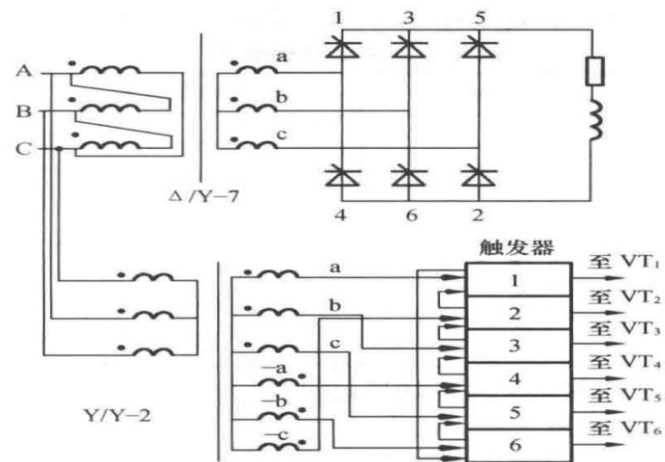 1 3 5
A a
B b
C c
Δ/Y-7
4 6 2
触发器
a 1 至 VT₁
b 2 至 VT₂
c 3 至 VT₃
-a 4 至 VT₄
-b 5 至 VT₅
-c 6 至 VT₆
Y/Y-2